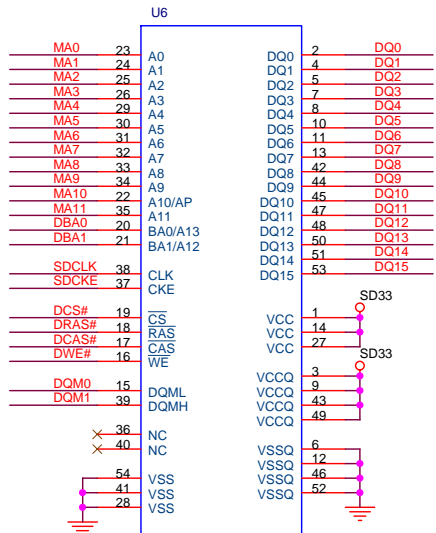 U6
MA0 23 A0 DQ0 2 DQ0
MA1 24 A1 DQ1 4 DQ1
MA2 25 A2 DQ2 5 DQ2
MA3 26 A3 DQ3 7 DQ3
MA4 29 A4 DQ4 8 DQ4
MA5 30 A5 DQ5 10 DQ5
MA6 31 A6 DQ6 11 DQ6
MA7 32 A7 DQ7 13 DQ7
MA8 33 A8 DQ8 42 DQ8
MA9 34 A9 DQ9 44 DQ9
MA10 22 A10/AP DQ10 45 DQ10
MA11 35 A11 DQ11 47 DQ11
DBA0 20 BA0/A13 DQ12 48 DQ12
DBA1 21 BA1/A12 DQ13 50 DQ13
DQ14 51 DQ14
SDCLK 38 CLK DQ15 53 DQ15
SDCKE 37 CKE
SD33
DCS# 19 CS VCC 1
DRAS# 18 RAS VCC 14
DCAS# 17 CAS VCC 27
DWE# 16 WE
SD33
VCCQ 3
DQM0 15 DQML VCCQ 9
DQM1 39 DQMH VCCQ 43
VCCQ 49
36 NC
40 NC VSSQ 6
VSSQ 12
54 VSS VSSQ 46
41 VSS VSSQ 52
28 VSS